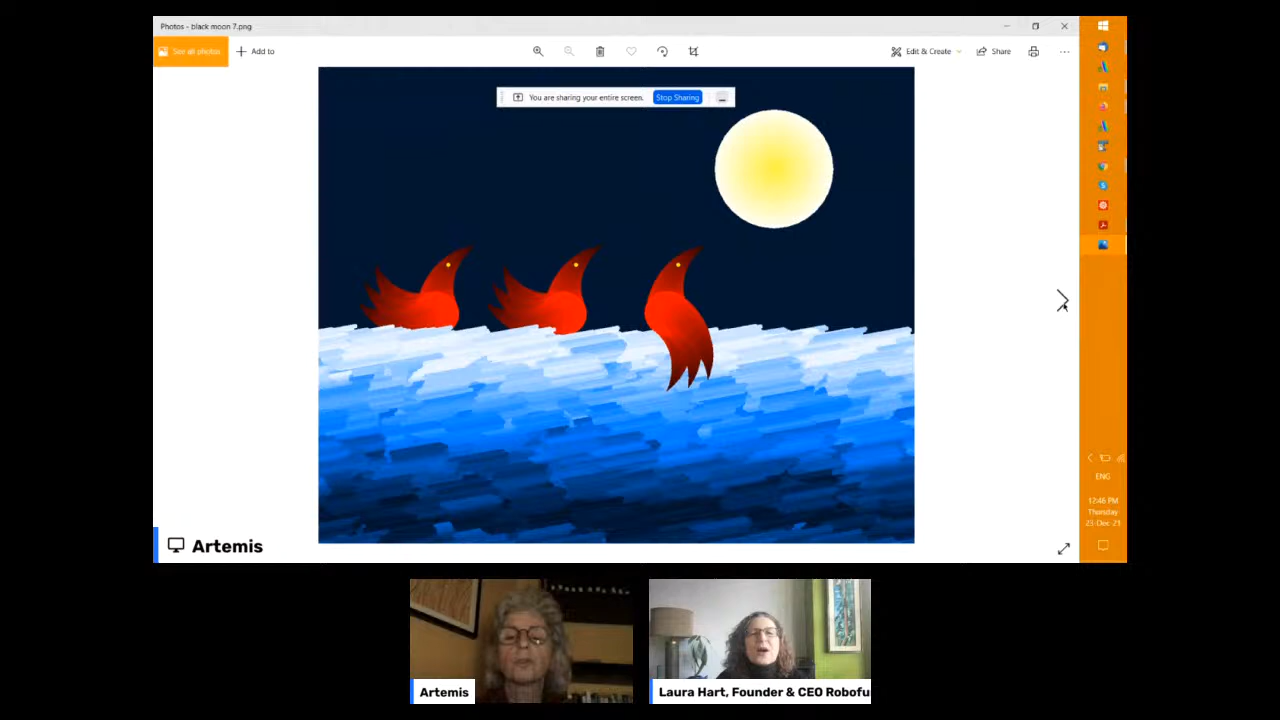 Photos - black moon 7.png
See all photos
Add to
Edit & Create
Share
You are sharing your entire screen.
Stop Sharing
ENG
12:46 PM
Thursday
23-Dec-21
Artemis
Artemis
Laura Hart, Founder & CEO Robofu